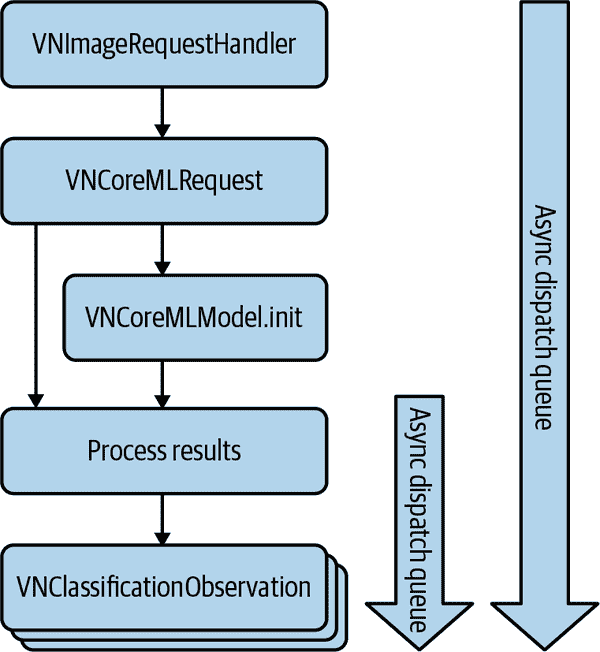 VNImageRequestHandler
VNCoreMLRequest
VNCoreMLModel.init
Process results
VNClassificationObservation
Async dispatch queue
Async dispatch queue